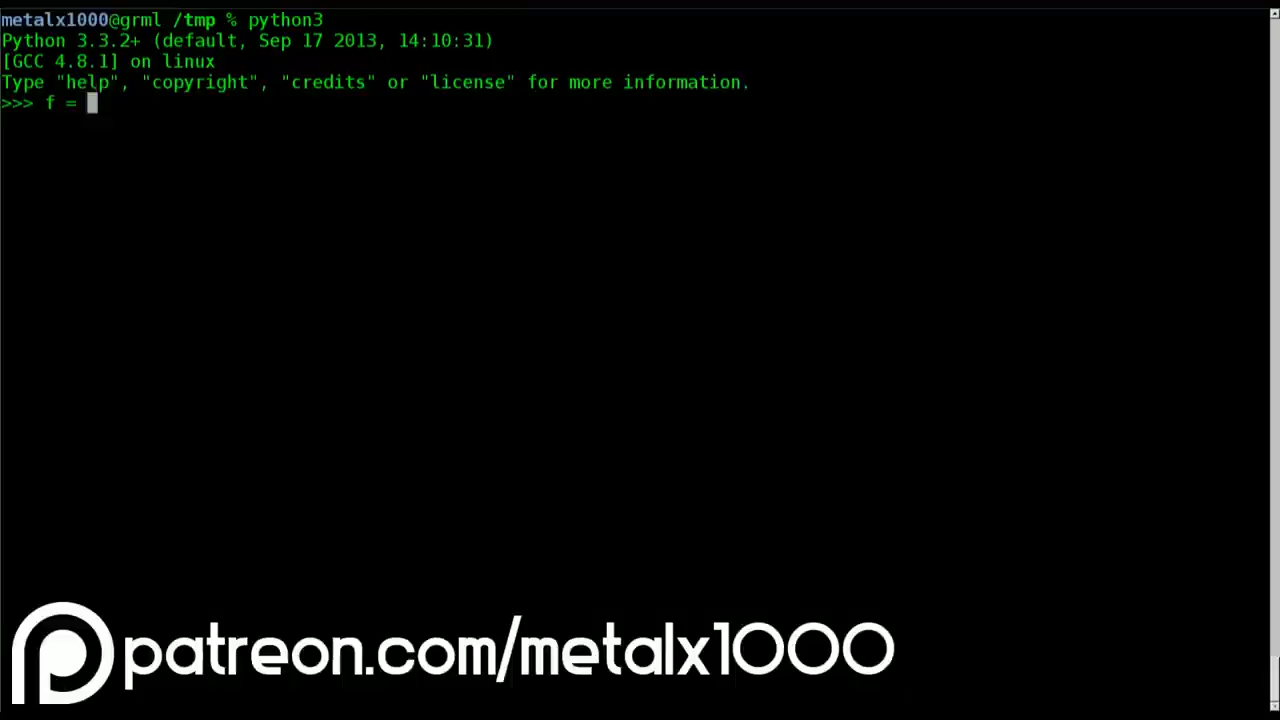 metalx1000@grml /tmp % python3
Python 3.3.2+ (default, Sep 17 2013, 14:10:31)
[GCC 4.8.1] on linux
Type "help", "copyright", "credits" or "license" for more information.
>>> f =
patreon.com/metalx1000